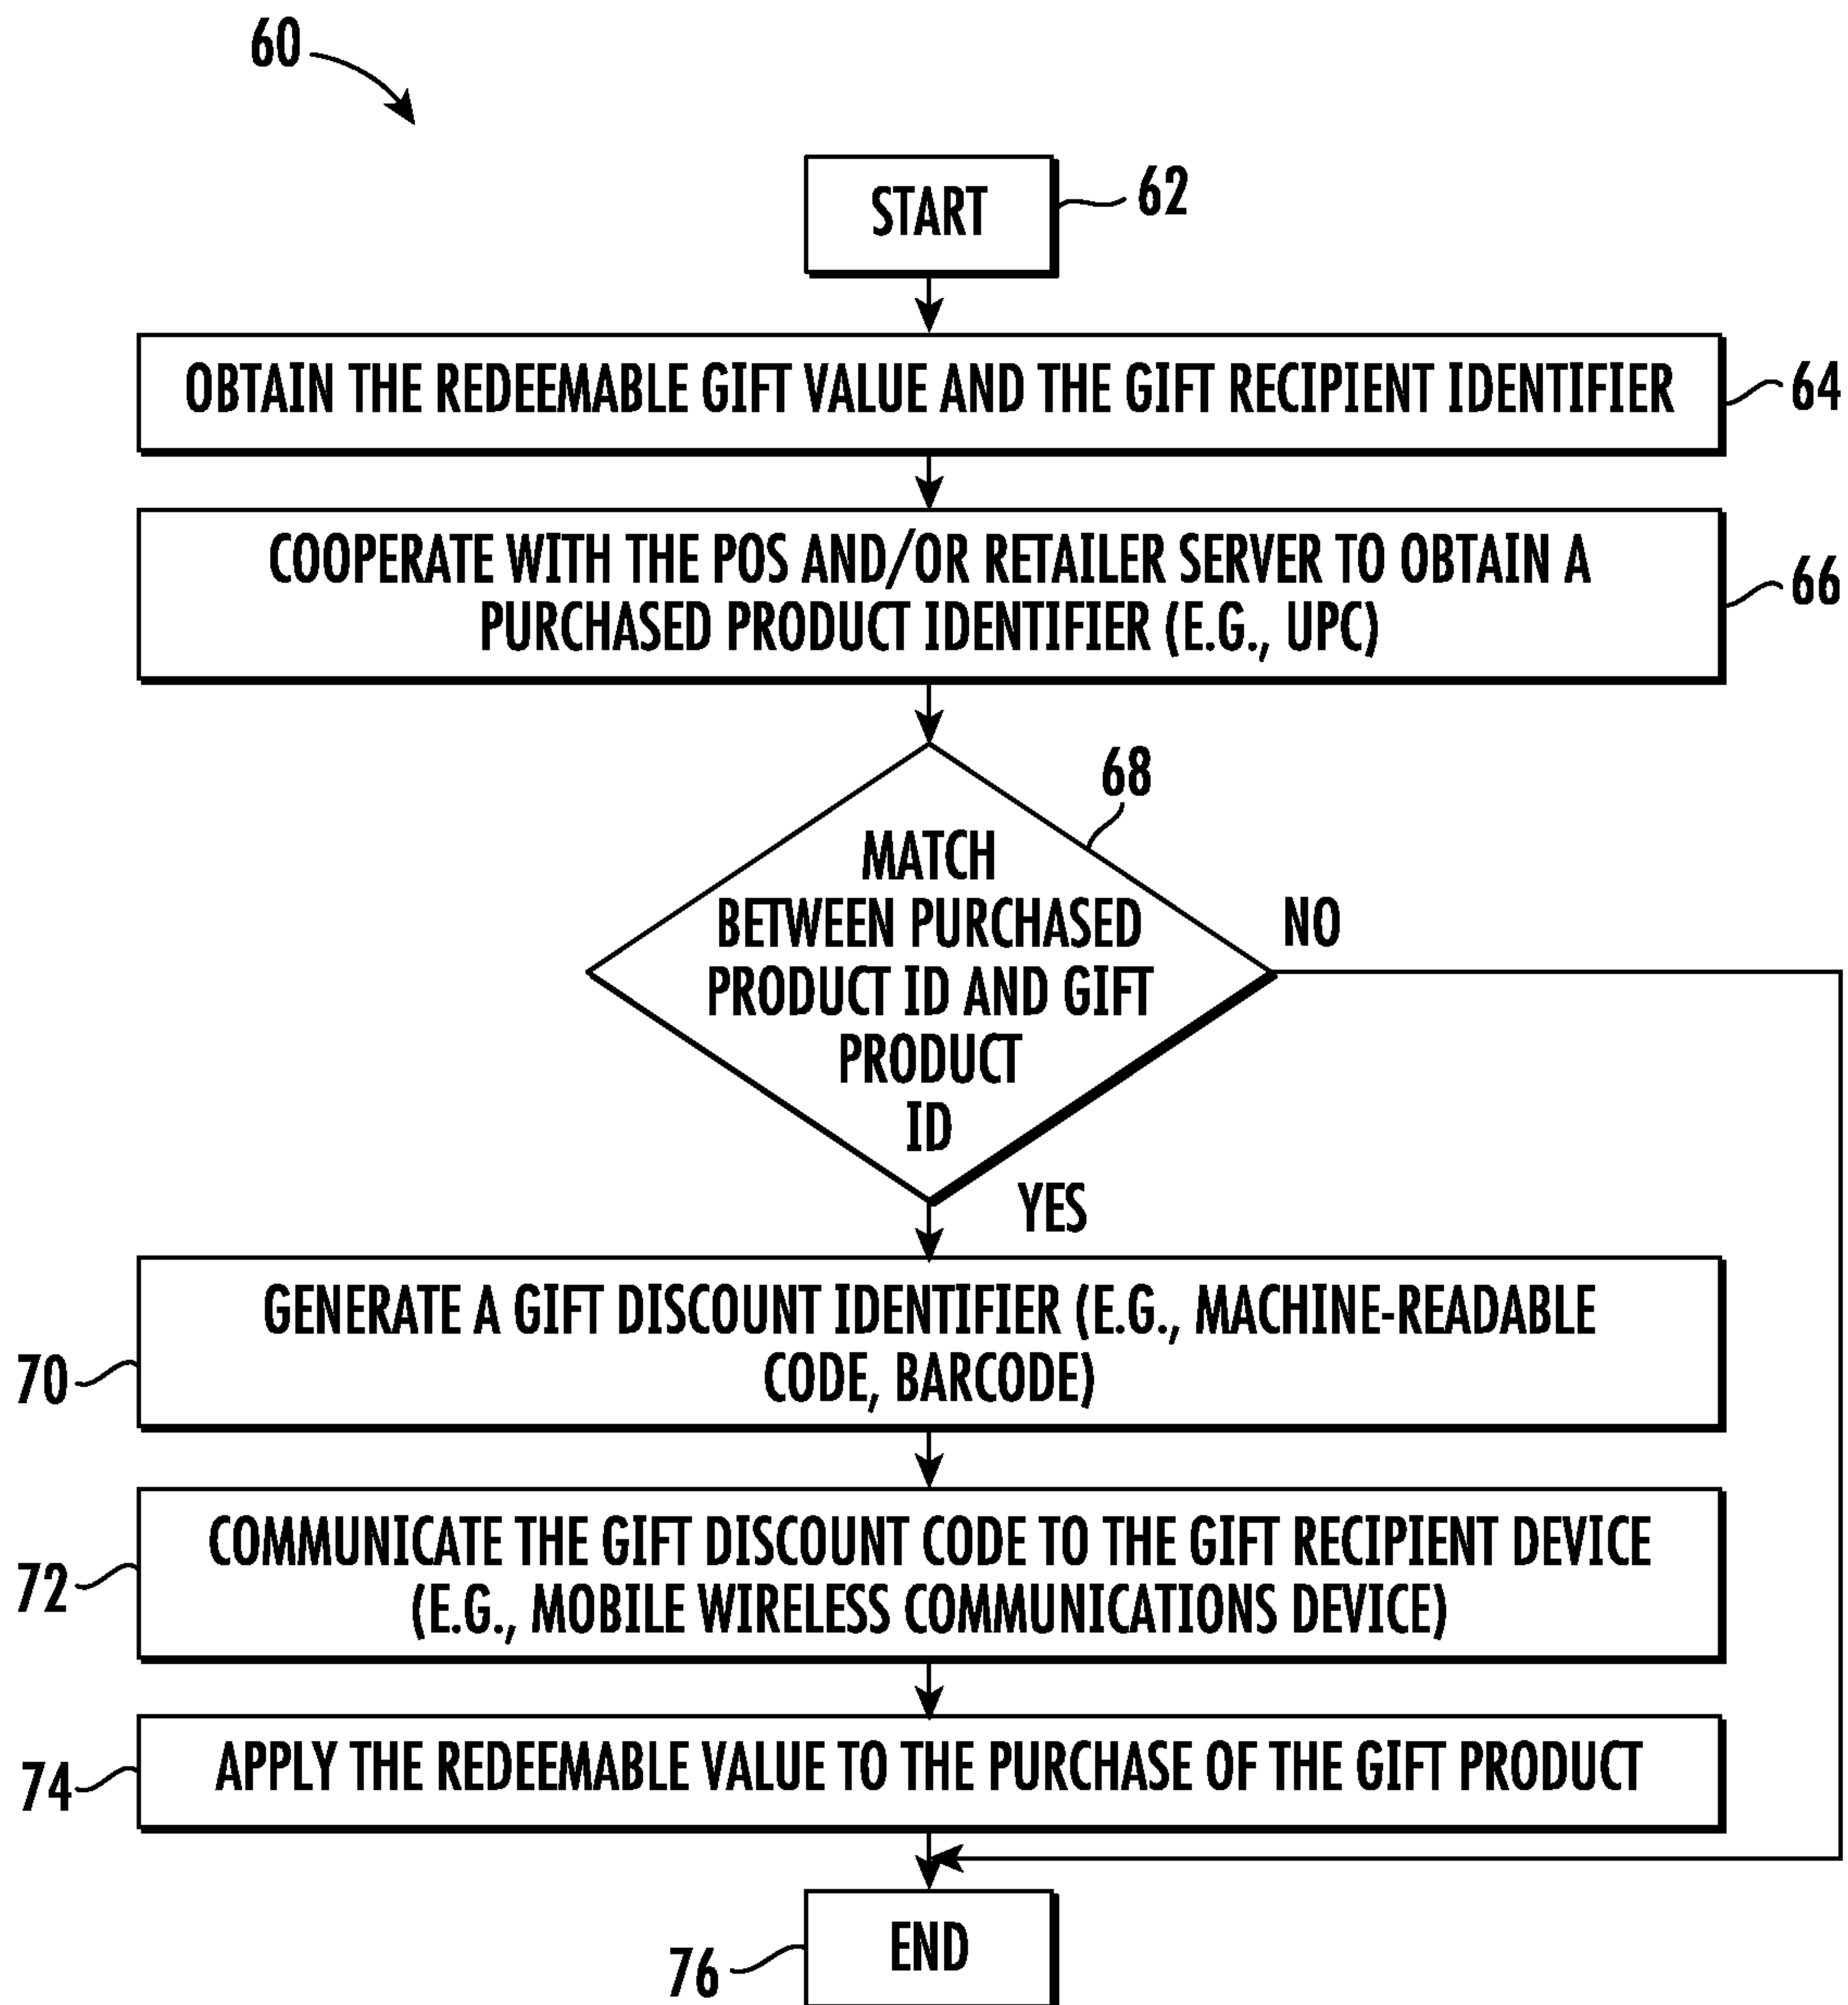 60
START
62
OBTAIN THE REDEEMABLE GIFT VALUE AND THE GIFT RECIPIENT IDENTIFIER
64
COOPERATE WITH THE POS AND/OR RETAILER SERVER TO OBTAIN A
PURCHASED PRODUCT IDENTIFIER (E.G., UPC)
66
68
MATCH
BETWEEN PURCHASED
PRODUCT ID AND GIFT
PRODUCT
ID
NO
YES
GENERATE A GIFT DISCOUNT IDENTIFIER (E.G., MACHINE-READABLE
CODE, BARCODE)
70
COMMUNICATE THE GIFT DISCOUNT CODE TO THE GIFT RECIPIENT DEVICE
(E.G., MOBILE WIRELESS COMMUNICATIONS DEVICE)
72
APPLY THE REDEEMABLE VALUE TO THE PURCHASE OF THE GIFT PRODUCT
74
END
76